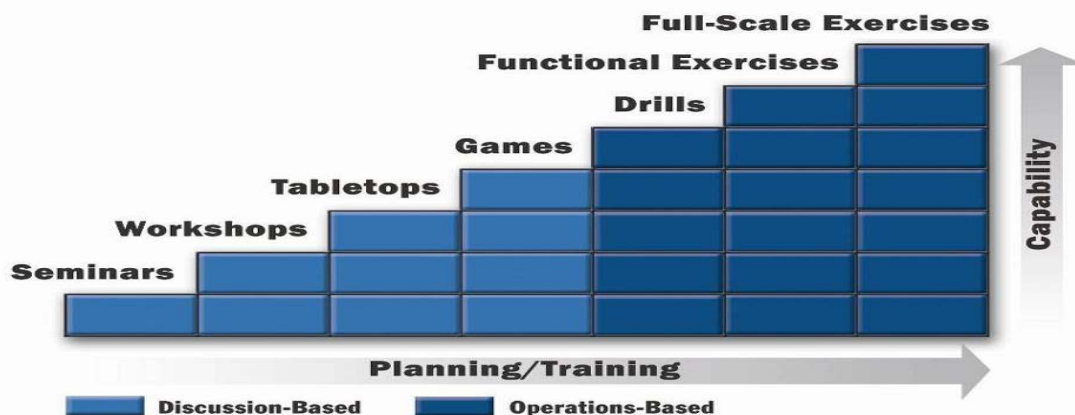 Full-Scale Exercises
Functional Exercises
Drills
Games
Tabletops
Workshops
Seminars
Capability
Planning/Training
Discussion-Based
Operations-Based